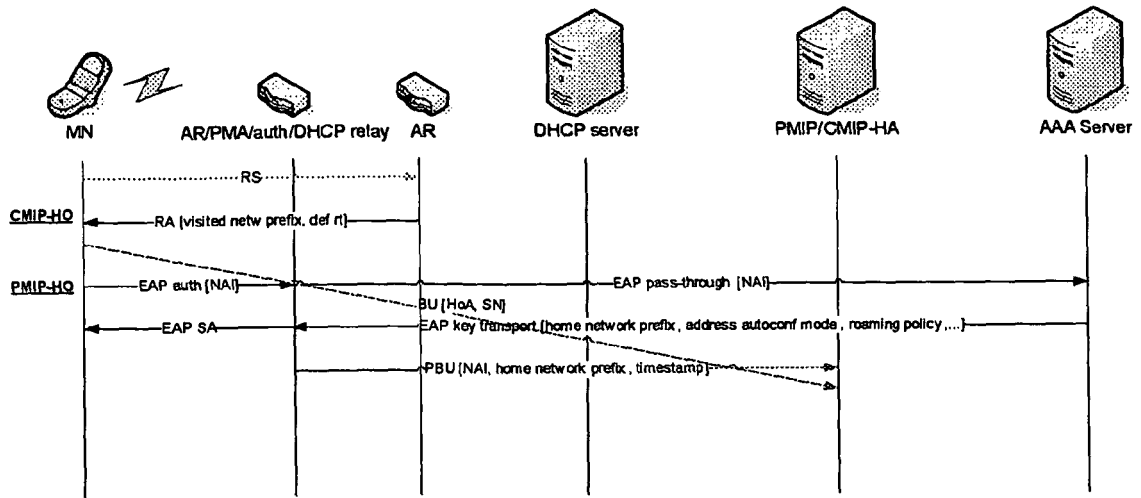 MN
AR/PMA/auth/DHCP relay
AR
DHCP server
PMIP/CMIP-HA
AAA Server
RS
CMIP-HO
RA [visited netw prefix, def rt]
PMIP-HO
EAP auth [NAI]
EAP pass-through [NAI]
BU [HoA, SN]
EAP SA
EAP key transport [home network prefix, address autoconf mode, roaming policy,...]
PBU [NAI, home network prefix, timestamp]